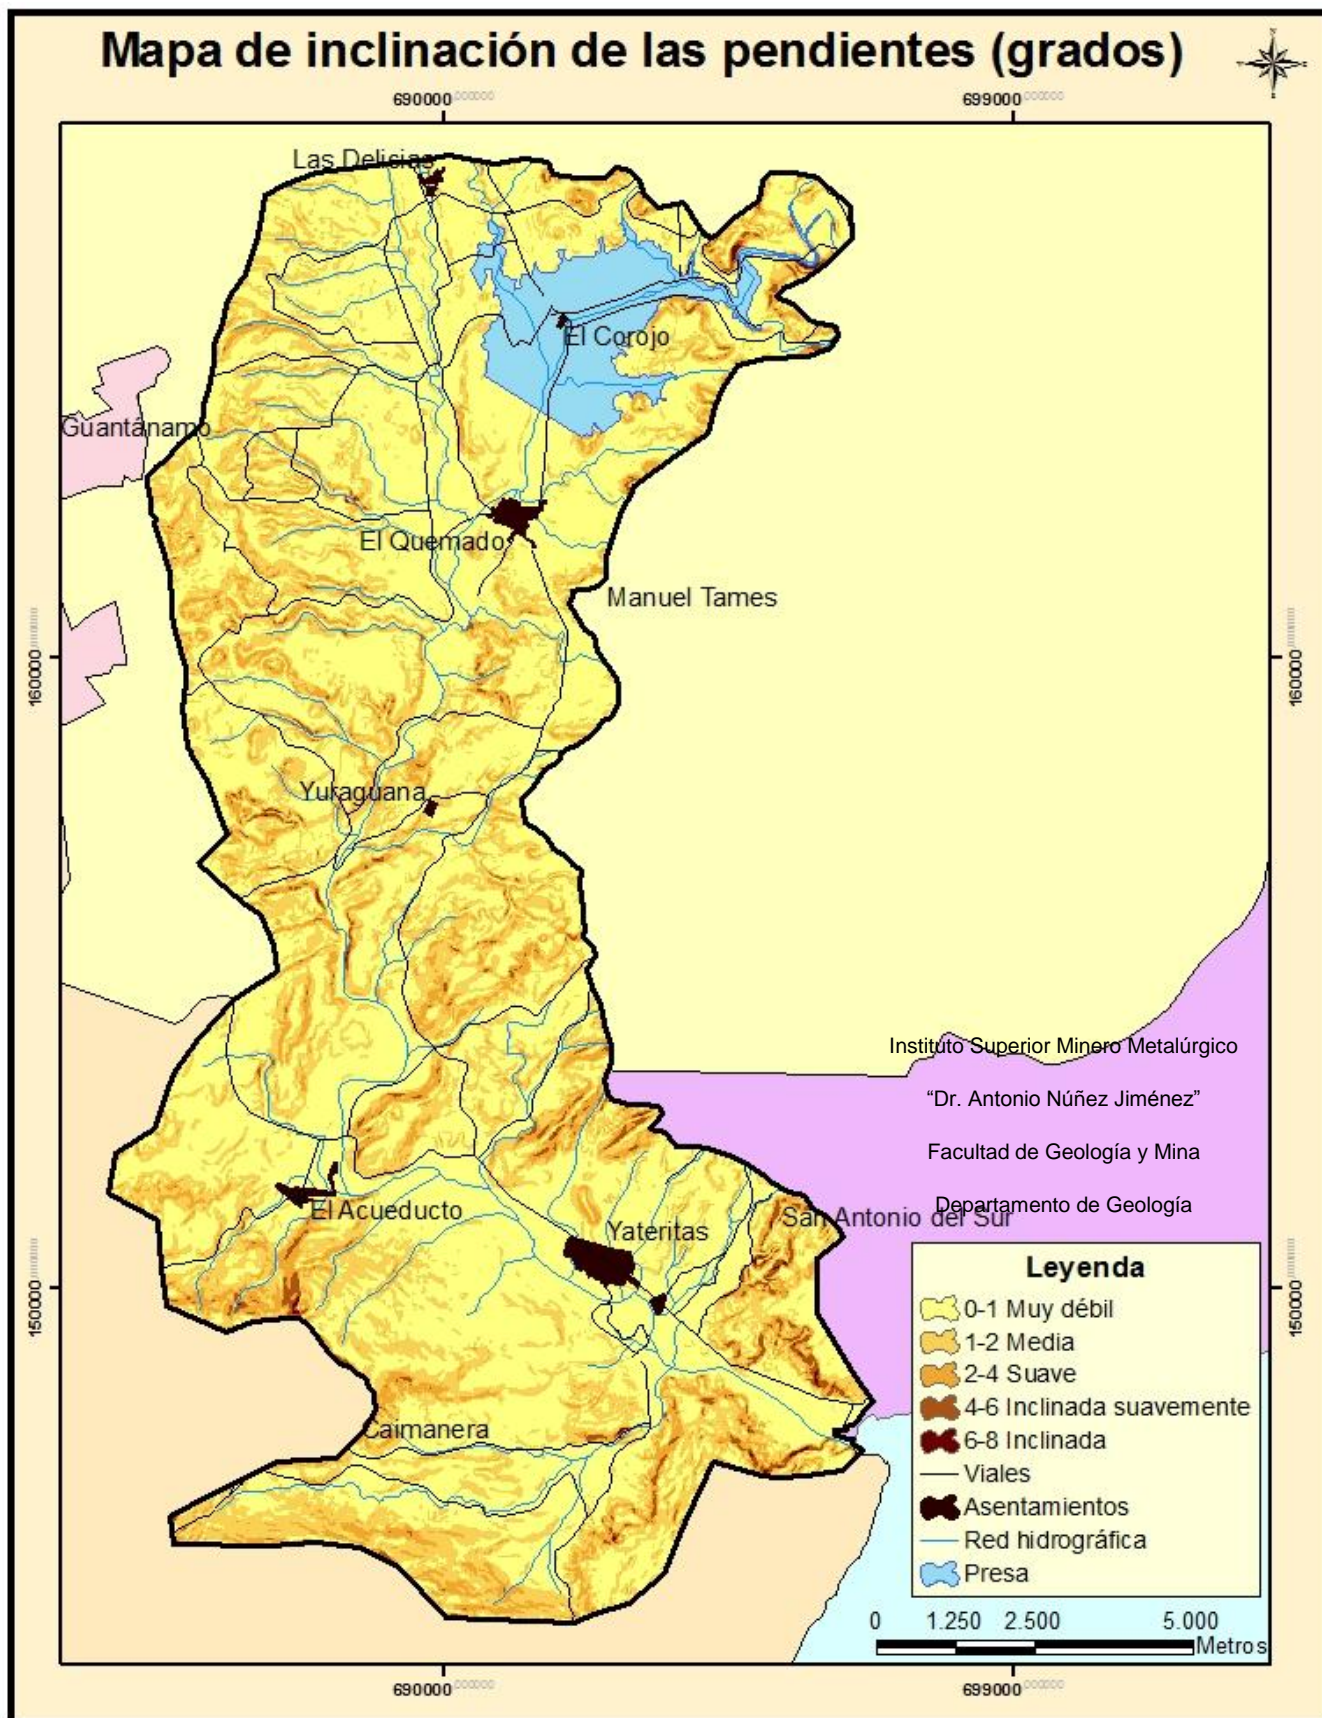 Mapa de inclinación de las pendientes (grados)
690000,000000
699000,000000
Las Delicias
El Corojo
Guantánamo
El Quemado
Manuel Tames
160000
160000
Yuraguana
Instituto Superior Minero Metalúrgico
“Dr. Antonio Núñez Jiménez”
Facultad de Geología y Mina
Departamento de Geología
San Antonio del Sur
El Acueducto
Yateritas
150000
150000
Caimanera
Leyenda
0-1 Muy débil
1-2 Media
2-4 Suave
4-6 Inclinada suavemente
6-8 Inclinada
Viales
Asentamientos
Red hidrográfica
Presa
0 1.250 2.500 5.000
Metros
690000,000000
699000,000000